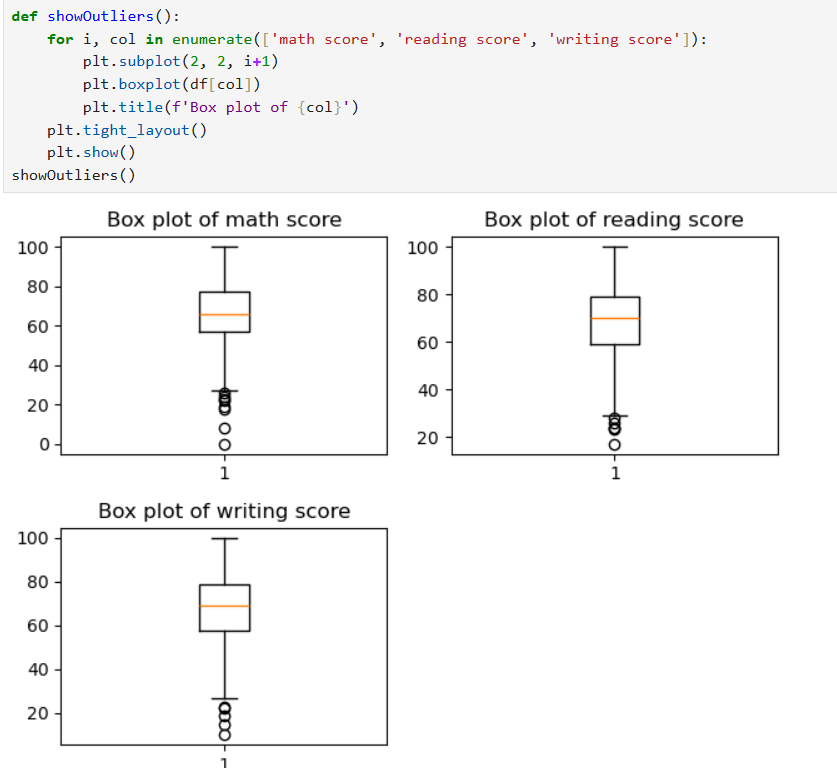 def showOutliers():
    for i, col in enumerate(['math score', 'reading score', 'writing score']):
        plt.subplot(2, 2, i+1)
        plt.boxplot(df[col])
        plt.title(f'Box plot of {col}')
    plt.tight_layout()
    plt.show()
showOutliers()
Box plot of math score
100
80
60
40
20
0
1
Box plot of reading score
100
80
60
40
20
1
Box plot of writing score
100
80
60
40
20
1